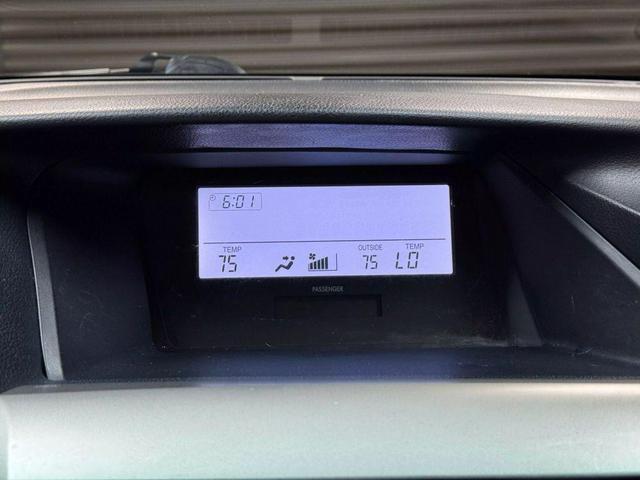 6:01
TEMP OUTSIDE TEMP
75 75 LO
PASSENGER